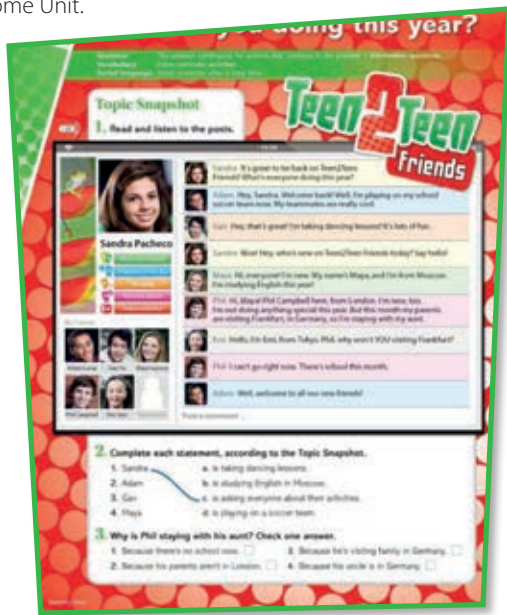 ome Unit.
you doing this year?
Teen2Teen
Friends
Topic Snapshot
1. Read and listen to the posts.
Sandra Pacheco
Sandra: It's great to be back on Teen2Teen
Friends! What's everyone doing this year?
Adam: Hey, Sandra. Welcome back! Well, I'm playing on my school
soccer team now. My teammates are really cool.
Hey, that's great! I'm taking dancing lessons! It's lots of fun.
Sandra: Nice! Hey, who's new on Teen2Teen Friends today? Say hello!
Maya: Hi, everyone! I'm new. My name's Maya, and I'm from Moscow.
I'm studying English this year!
Phil: Hi, Maya! Phil Campbell here, from London. I'm new, too.
I'm not doing anything special this year. But this month my parents
are visiting Frankfurt, in Germany, so I'm staying with my aunt.
Hello, I'm Emi, from Tokyo. Phil, why aren't YOU visiting Frankfurt?
Phil: I can't go right now. There's school this month.
Adam: Well, welcome to all our new friends!
Phil Campbell
2. Complete each statement, according to the Topic Snapshot.
1. Sandra a. is taking dancing lessons.
2. Adam b. is studying English in Moscow.
3. c. is asking everyone about their activities.
4. Maya d. is playing on a soccer team.
3. Why is Phil staying with his aunt? Check one answer.
1. Because there's no school now. 3. Because he's visiting family in Germany.
2. Because his parents aren't in London. 4. Because his uncle is in Germany.